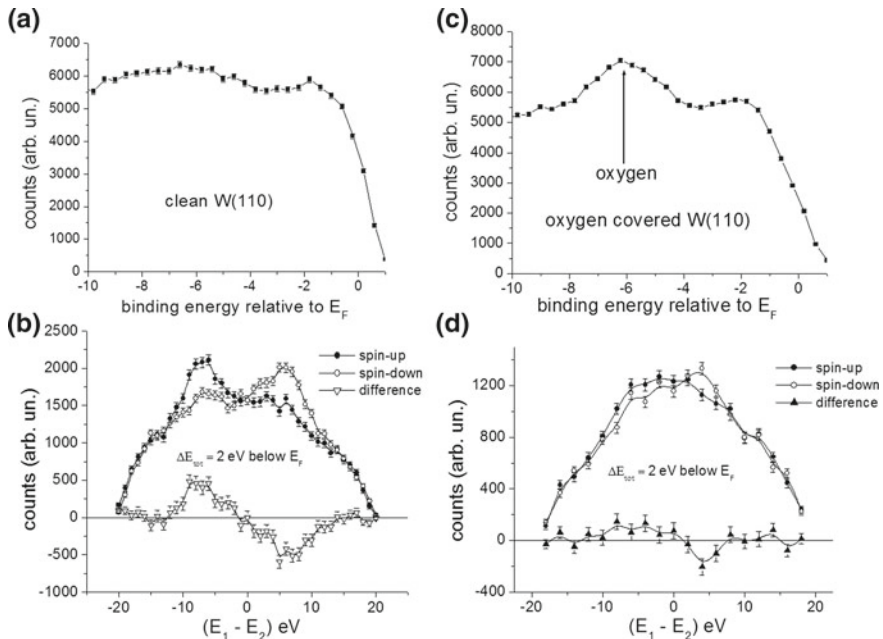 (a)
7000
6000
5000
4000
3000
2000
1000
0
counts (arb. un.)
clean W(110)
-10 -8 -6 -4 -2 0
binding energy relative to E_F
(c)
8000
7000
6000
5000
4000
3000
2000
1000
0
counts (arb. un.)
oxygen
oxygen covered W(110)
-10 -8 -6 -4 -2 0
binding energy relative to E_F
(b)
2500
2000
1500
1000
500
0
-500
-1000
counts (arb. un.)
spin-up
spin-down
difference
ΔE_tot = 2 eV below E_F
-20 -10 0 10 20
(E_1 - E_2) eV
(d)
1200
800
400
0
-400
counts (arb. un.)
spin-up
spin-down
difference
ΔE_tot = 2 eV below E_F
-20 -10 0 10 20
(E_1 - E_2) eV